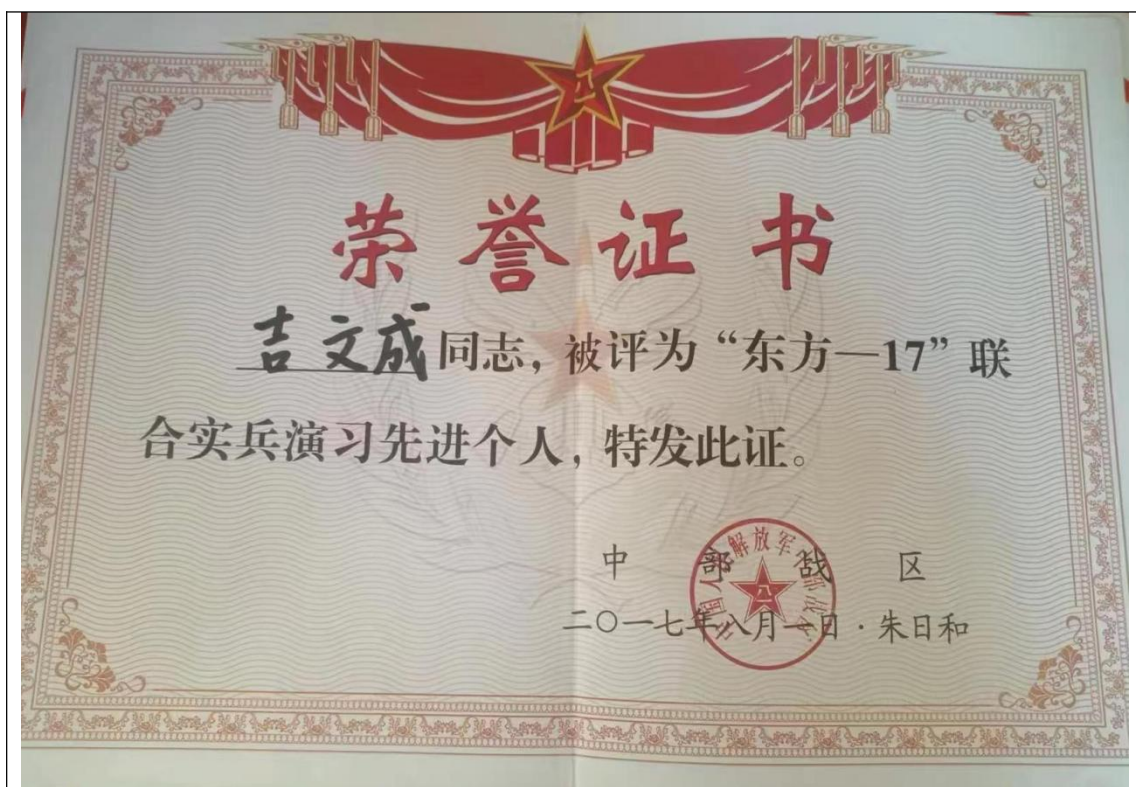 八一
荣誉证书
吉文成同志，被评为“东方—17”联
合实兵演习先进个人，特发此证。
中部战区
二〇一七年八月一日·朱日和